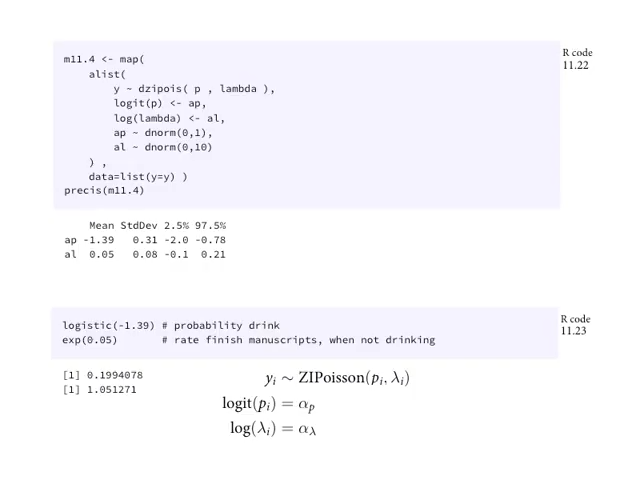 m11.4 <- map(
    alist(
        y ~ dzipois( p , lambda ),
        logit(p) <- ap,
        log(lambda) <- al,
        ap ~ dnorm(0,1),
        al ~ dnorm(0,10)
    ) ,
    data=list(y=y) )
precis(m11.4)
R code
11.22
    Mean StdDev 2.5% 97.5%
ap -1.39   0.31 -2.0 -0.78
al  0.05   0.08 -0.1  0.21
logistic(-1.39) # probability drink
exp(0.05)       # rate finish manuscripts, when not drinking
R code
11.23
[1] 0.1994078
[1] 1.051271
yᵢ ∼ ZIPoisson(pᵢ, λᵢ)
logit(pᵢ) = αₚ
log(λᵢ) = α_λ